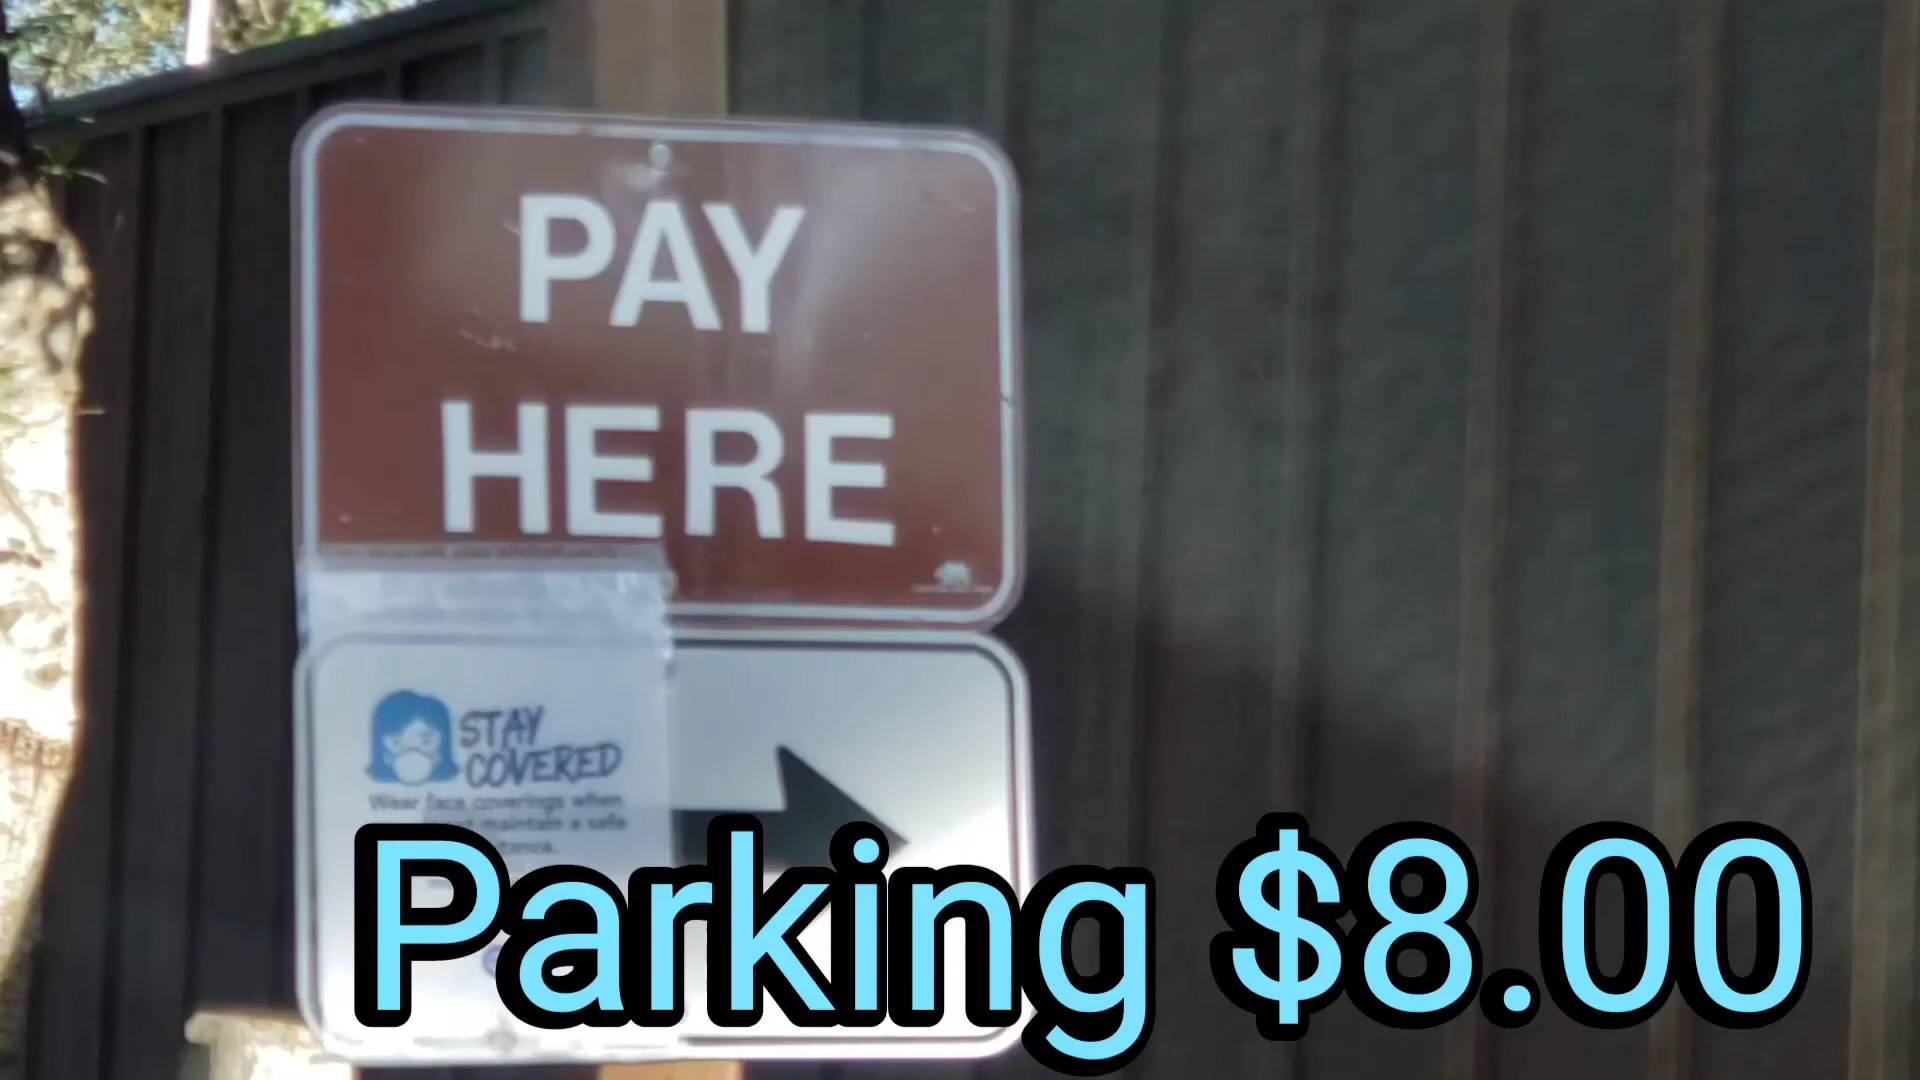 PAY
HERE
STAY
COVERED
Wear face coverings when
maintain a safe
Parking $8.00